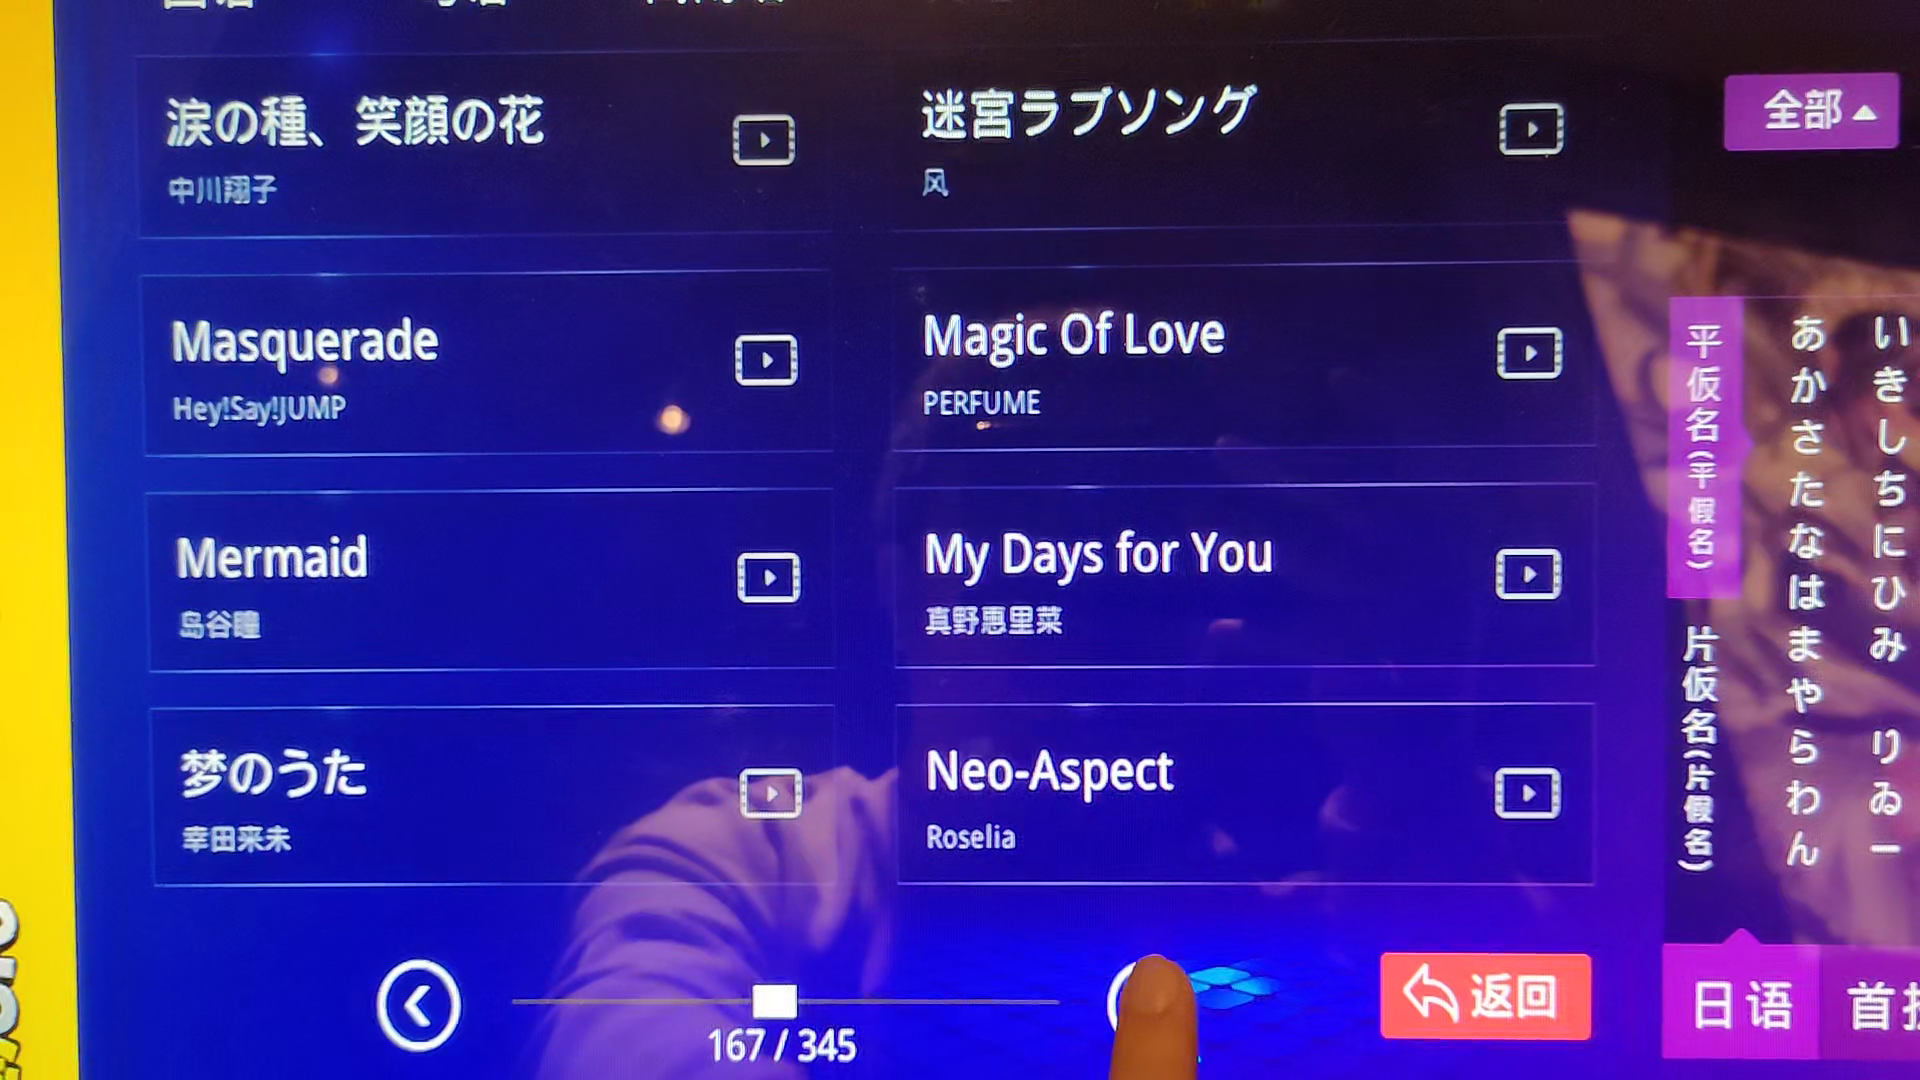 涙の種、笑顔の花
中川翔子
迷宮ラブソング
风
全部
Masquerade
Hey!Say!JUMP
Magic Of Love
PERFUME
Mermaid
岛谷瞳
My Days for You
真野惠里菜
梦のうた
幸田来未
Neo-Aspect
Roselia
平仮名(平假名)
片仮名(片假名)
あかさたなはまやらわん
いきしちにひみ りゐー
167 / 345
返回
日语
首